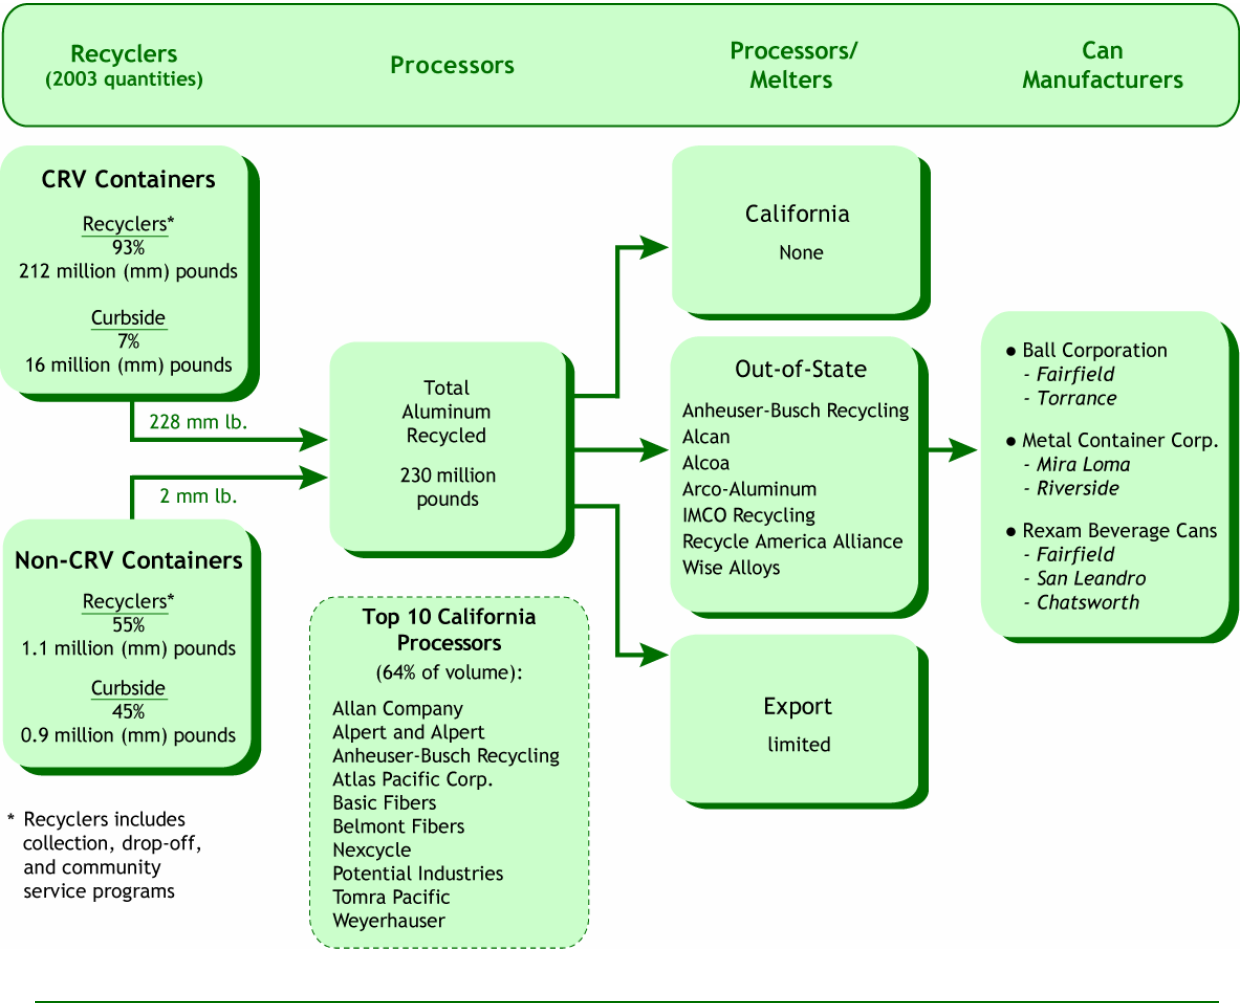 Recyclers
(2003 quantities)
Processors
Processors/
Melters
Can
Manufacturers
CRV Containers
Recyclers*
93%
212 million (mm) pounds
Curbside
7%
16 million (mm) pounds
228 mm lb.
2 mm lb.
Non-CRV Containers
Recyclers*
55%
1.1 million (mm) pounds
Curbside
45%
0.9 million (mm) pounds
* Recyclers includes
collection, drop-off,
and community
service programs
Total
Aluminum
Recycled
230 million
pounds
Top 10 California
Processors
(64% of volume):
Allan Company
Alpert and Alpert
Anheuser-Busch Recycling
Atlas Pacific Corp.
Basic Fibers
Belmont Fibers
Nexcycle
Potential Industries
Tomra Pacific
Weyerhauser
California
None
Out-of-State
Anheuser-Busch Recycling
Alcan
Alcoa
Arco-Aluminum
IMCO Recycling
Recycle America Alliance
Wise Alloys
Export
limited
● Ball Corporation
- Fairfield
- Torrance
● Metal Container Corp.
- Mira Loma
- Riverside
● Rexam Beverage Cans
- Fairfield
- San Leandro
- Chatsworth